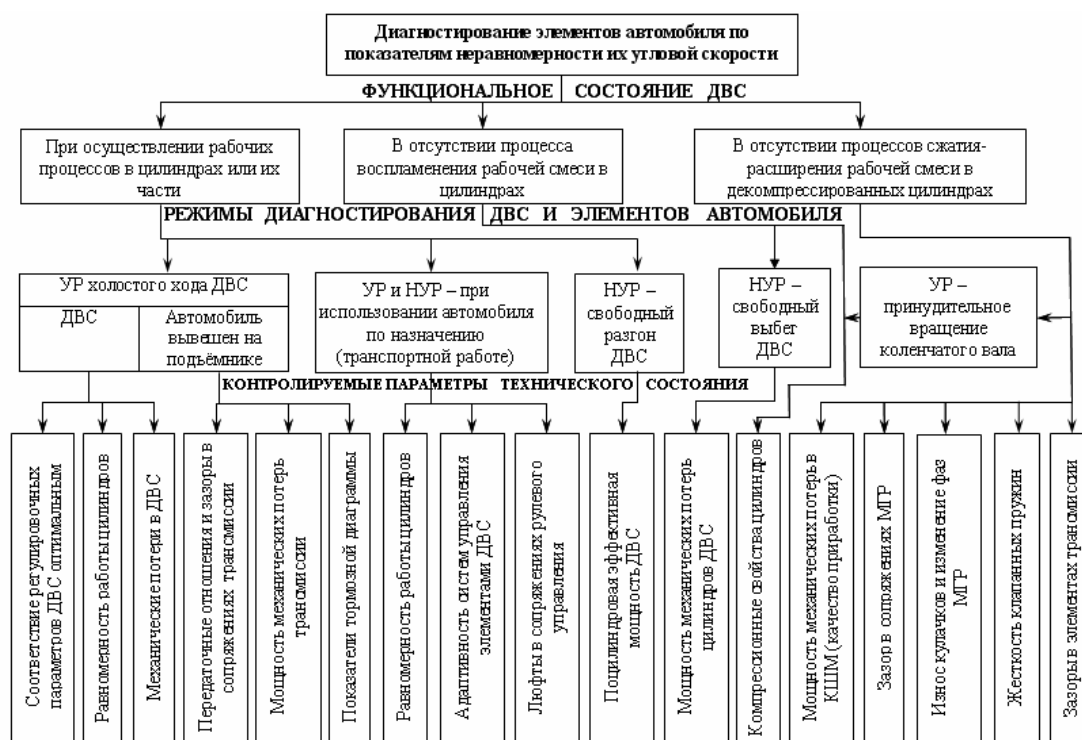 Диагностирование элементов автомобиля по
показателям неравномерности их угловой скорости
ФУНКЦИОНАЛЬНОЕ СОСТОЯНИЕ ДВС
При осуществлении рабочих
процессов в цилиндрах или их
части
В отсутствии процесса
воспламенения рабочей смеси в
цилиндрах
В отсутствии процессов сжатия-
расширения рабочей смеси в
декомпрессированных цилиндрах
РЕЖИМЫ ДИАГНОСТИРОВАНИЯ ДВС И ЭЛЕМЕНТОВ АВТОМОБИЛЯ
УР холостого хода ДВС
ДВС
Автомобиль
вывешен на
подъёмнике
УР и НУР – при
использовании автомобиля
по назначению
(транспортной работе)
НУР –
свободный
разгон
ДВС
НУР –
свободный
выбег
ДВС
УР –
принудительное
вращение
коленчатого вала
КОНТРОЛИРУЕМЫЕ ПАРАМЕТРЫ ТЕХНИЧЕСКОГО СОСТОЯНИЯ
Соответствие регулировочных
параметров ДВС оптимальным
Равномерность работы цилиндров
Механические потери в ДВС
Передаточные отношения и зазоры в
сопряжениях трансмиссии
Мощность механических потерь
трансмиссии
Показатели тормозной диаграммы
Равномерность работы цилиндров
Адаптивность систем управления
элементами ДВС
Люфты в сопряжениях рулевого
управления
Поцилиндровая эффективная
мощность ДВС
Мощность механических потерь
цилиндров ДВС
Компрессионные свойства цилиндров
Мощность механических потерь в
КШМ (качество приработки)
Зазор в сопряжениях МГР
Износ кулачков и изменение фаз
МГР
Жесткость клапанных пружин
Зазоры в элементах трансмиссии